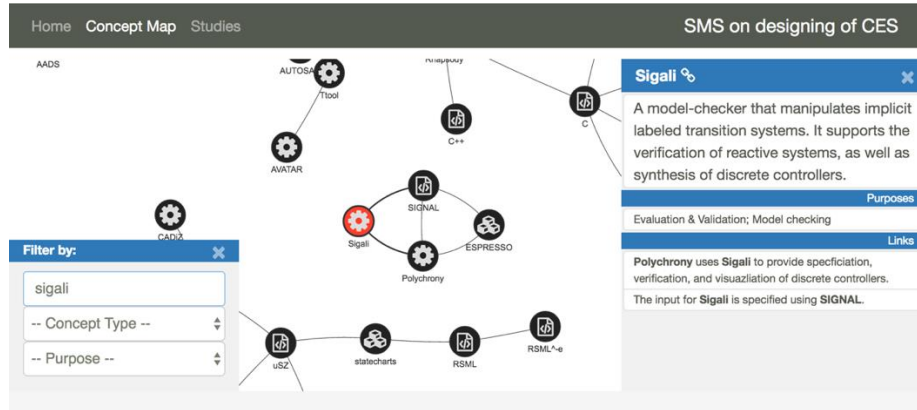 Home Concept Map Studies
SMS on designing of CES
AADS
AUTOSA
Ttool
Rhapsody
C
C++
AVATAR
SIGNAL
Sigali
ESPRESSO
Polychrony
CADiZ
uSZ
statecharts
RSML
RSML^-e
Filter by:
sigali
-- Concept Type --
-- Purpose --
Sigali
A model-checker that manipulates implicit
labeled transition systems. It supports the
verification of reactive systems, as well as
synthesis of discrete controllers.
Purposes
Evaluation & Validation; Model checking
Links
Polychrony uses Sigali to provide specficiation,
verification, and visuazliation of discrete controllers.
The input for Sigali is specified using SIGNAL.